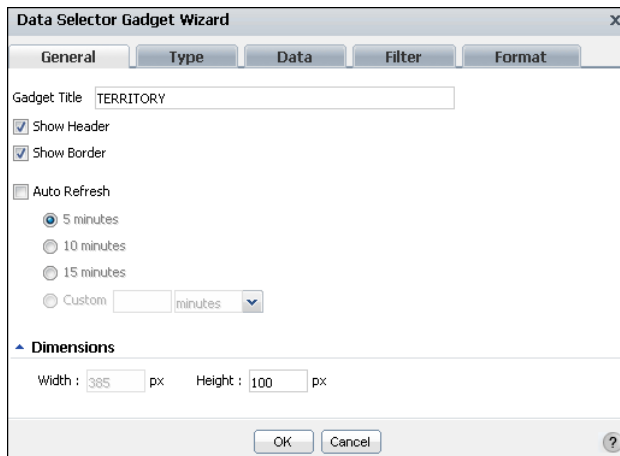 Data Selector Gadget Wizard x
General Type Data Filter Format
Gadget Title TERRITORY
Show Header
Show Border
Auto Refresh
5 minutes
10 minutes
15 minutes
Custom minutes
Dimensions
Width : 385 px Height : 100 px
OK Cancel ?